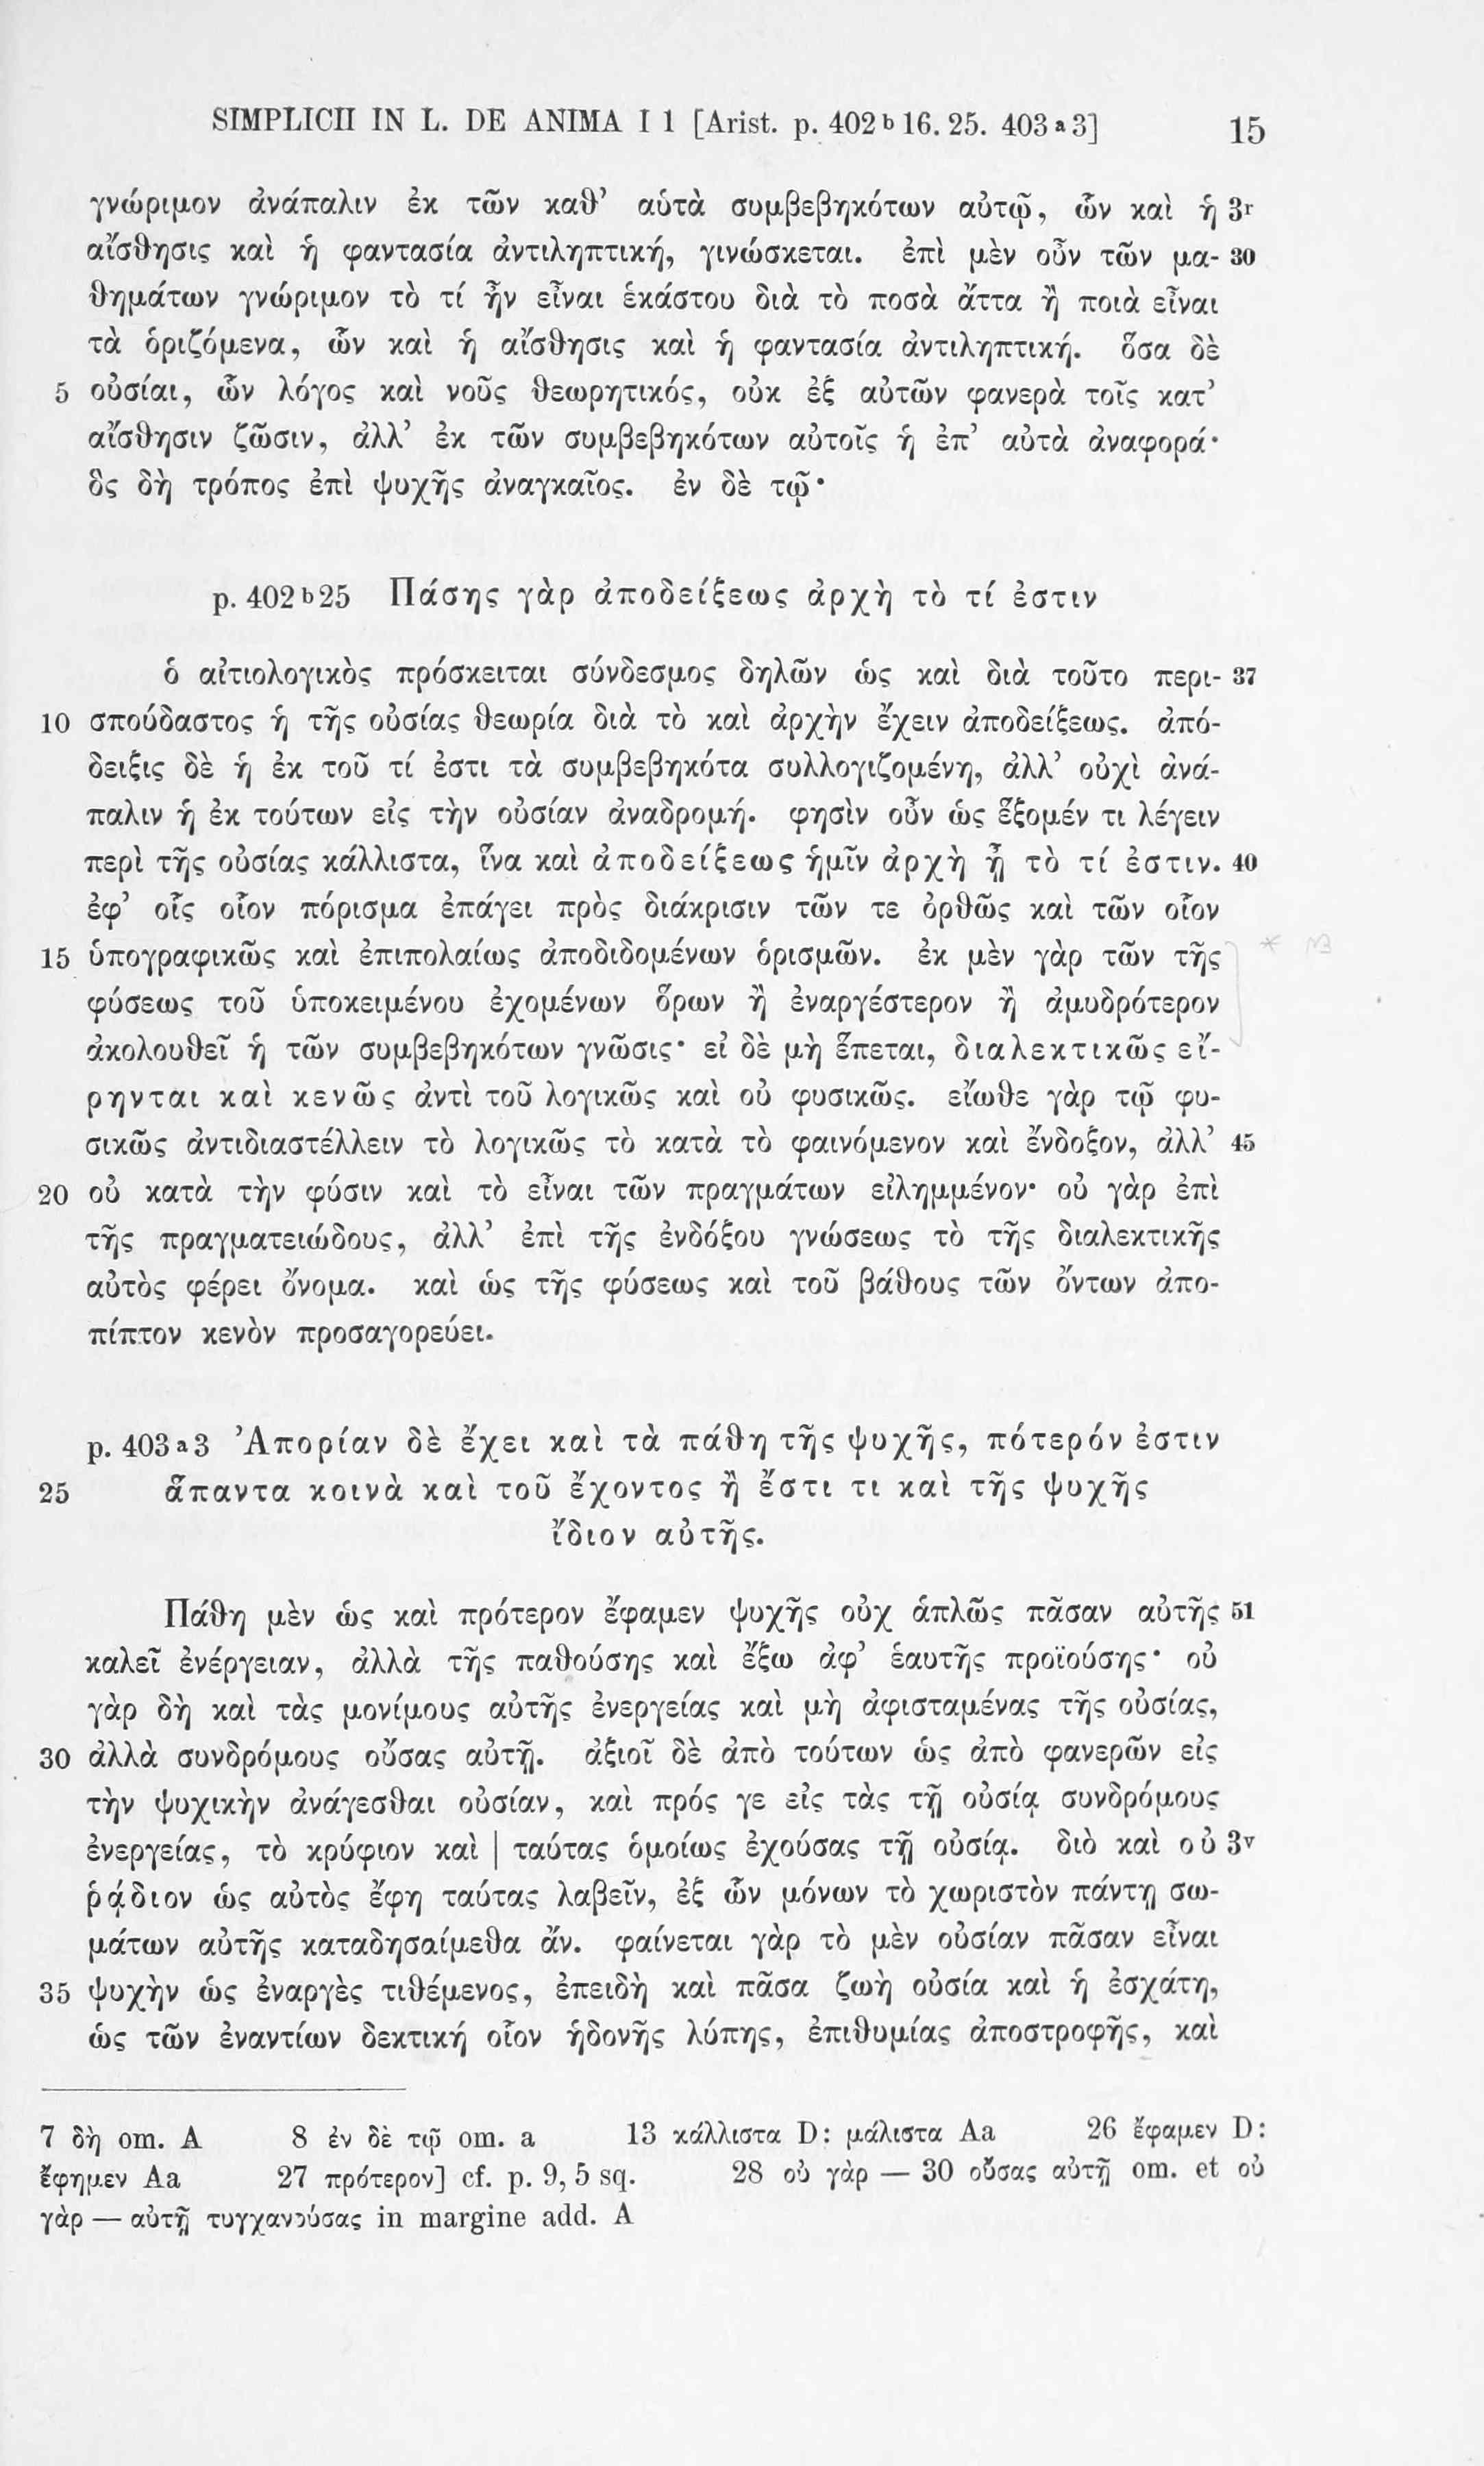 SIMPLICII IN L. DE ANIMA I 1 [Arist. p. 402 b 16. 25. 403 a 3] 15
γνώριμον ἀνάπαλιν ἐκ τῶν καθ’ αὑτὰ συμβεβηκότων αὐτῷ, ὧν καὶ ἡ 3r
αἴσθησις καὶ ἡ φαντασία ἀντιληπτική, γινώσκεται. ἐπὶ μὲν οὖν τῶν μα- 30
θημάτων γνώριμον τὸ τί ἦν εἶναι ἑκάστου διὰ τὸ ποσὰ ἄττα ἢ ποιὰ εἶναι
τὰ ὁριζόμενα, ὧν καὶ ἡ αἴσθησις καὶ ἡ φαντασία ἀντιληπτική. ὅσα δὲ
5 οὐσίαι, ὧν λόγος καὶ νοῦς θεωρητικός, οὐκ ἐξ αὐτῶν φανερὰ τοῖς κατ’
αἴσθησιν ζῶσιν, ἀλλ’ ἐκ τῶν συμβεβηκότων αὐτοῖς ἡ ἐπ’ αὐτὰ ἀναφορά·
ὃς δὴ τρόπος ἐπὶ ψυχῆς ἀναγκαῖος. ἐν δὲ τῷ·
p. 402 b 25 Πάσης γὰρ ἀποδείξεως ἀρχὴ τὸ τί ἐστιν
ὁ αἰτιολογικὸς πρόσκειται σύνδεσμος δηλῶν ὡς καὶ διὰ τοῦτο περι- 37
10 σπούδαστος ἡ τῆς οὐσίας θεωρία διὰ τὸ καὶ ἀρχὴν ἔχειν ἀποδείξεως. ἀπό-
δειξις δὲ ἡ ἐκ τοῦ τί ἐστι τὰ συμβεβηκότα συλλογιζομένη, ἀλλ’ οὐχὶ ἀνά-
παλιν ἡ ἐκ τούτων εἰς τὴν οὐσίαν ἀναδρομή. φησὶν οὖν ὡς ἕξομέν τι λέγειν
περὶ τῆς οὐσίας κάλλιστα, ἵνα καὶ ἀποδείξεως ἡμῖν ἀρχὴ ᾖ τὸ τί ἐστιν. 40
ἐφ’ οἷς οἷον πόρισμα ἐπάγει πρὸς διάκρισιν τῶν τε ὀρθῶς καὶ τῶν οἷον
15 ὑπογραφικῶς καὶ ἐπιπολαίως ἀποδιδομένων ὁρισμῶν. ἐκ μὲν γὰρ τῶν τῆς
φύσεως τοῦ ὑποκειμένου ἐχομένων ὅρων ἢ ἐναργέστερον ἢ ἀμυδρότερον
ἀκολουθεῖ ἡ τῶν συμβεβηκότων γνῶσις· εἰ δὲ μὴ ἕπεται, διαλεκτικῶς εἴ-
ρηνται καὶ κενῶς ἀντὶ τοῦ λογικῶς καὶ οὐ φυσικῶς. εἴωθε γὰρ τῷ φυ-
σικῶς ἀντιδιαστέλλειν τὸ λογικῶς τὸ κατὰ τὸ φαινόμενον καὶ ἔνδοξον, ἀλλ’ 45
20 οὐ κατὰ τὴν φύσιν καὶ τὸ εἶναι τῶν πραγμάτων εἰλημμένον· οὐ γὰρ ἐπὶ
τῆς πραγματειώδους, ἀλλ’ ἐπὶ τῆς ἐνδόξου γνώσεως τὸ τῆς διαλεκτικῆς
αὐτὸς φέρει ὄνομα. καὶ ὡς τῆς φύσεως καὶ τοῦ βάθους τῶν ὄντων ἀπο-
πίπτον κενὸν προσαγορεύει.
p. 403 a 3 Ἀπορίαν δὲ ἔχει καὶ τὰ πάθη τῆς ψυχῆς, πότερόν ἐστιν
25 ἅπαντα κοινὰ καὶ τοῦ ἔχοντος ἢ ἔστι τι καὶ τῆς ψυχῆς
ἴδιον αὐτῆς.
Πάθη μὲν ὡς καὶ πρότερον ἔφαμεν ψυχῆς οὐχ ἁπλῶς πᾶσαν αὐτῆς 51
καλεῖ ἐνέργειαν, ἀλλὰ τῆς παθούσης καὶ ἔξω ἀφ’ ἑαυτῆς προϊούσης· οὐ
γὰρ δὴ καὶ τὰς μονίμους αὐτῆς ἐνεργείας καὶ μὴ ἀφισταμένας τῆς οὐσίας,
30 ἀλλὰ συνδρόμους οὔσας αὐτῇ. ἀξιοῖ δὲ ἀπὸ τούτων ὡς ἀπὸ φανερῶν εἰς
τὴν ψυχικὴν ἀνάγεσθαι οὐσίαν, καὶ πρός γε εἰς τὰς τῇ οὐσίᾳ συνδρόμους
ἐνεργείας, τὸ κρύφιον καὶ | ταύτας ὁμοίως ἐχούσας τῇ οὐσίᾳ. διὸ καὶ οὐ 3v
ῥᾴδιον ὡς αὐτὸς ἔφη ταύτας λαβεῖν, ἐξ ὧν μόνων τὸ χωριστὸν πάντῃ σω-
μάτων αὐτῆς καταδησαίμεθα ἄν. φαίνεται γὰρ τὸ μὲν οὐσίαν πᾶσαν εἶναι
35 ψυχὴν ὡς ἐναργὲς τιθέμενος, ἐπειδὴ καὶ πᾶσα ζωὴ οὐσία καὶ ἡ ἐσχάτη,
ὡς τῶν ἐναντίων δεκτική οἷον ἡδονῆς λύπης, ἐπιθυμίας ἀποστροφῆς, καὶ
7 δὴ om. A 8 ἐν δὲ τῷ om. a 13 κάλλιστα D: μάλιστα Aa 26 ἔφαμεν D:
ἔφημεν Aa 27 πρότερον] cf. p. 9, 5 sq. 28 οὐ γὰρ — 30 οὔσας αὐτῇ om. et οὐ
γὰρ — αὐτῇ τυγχανούσας in margine add. A